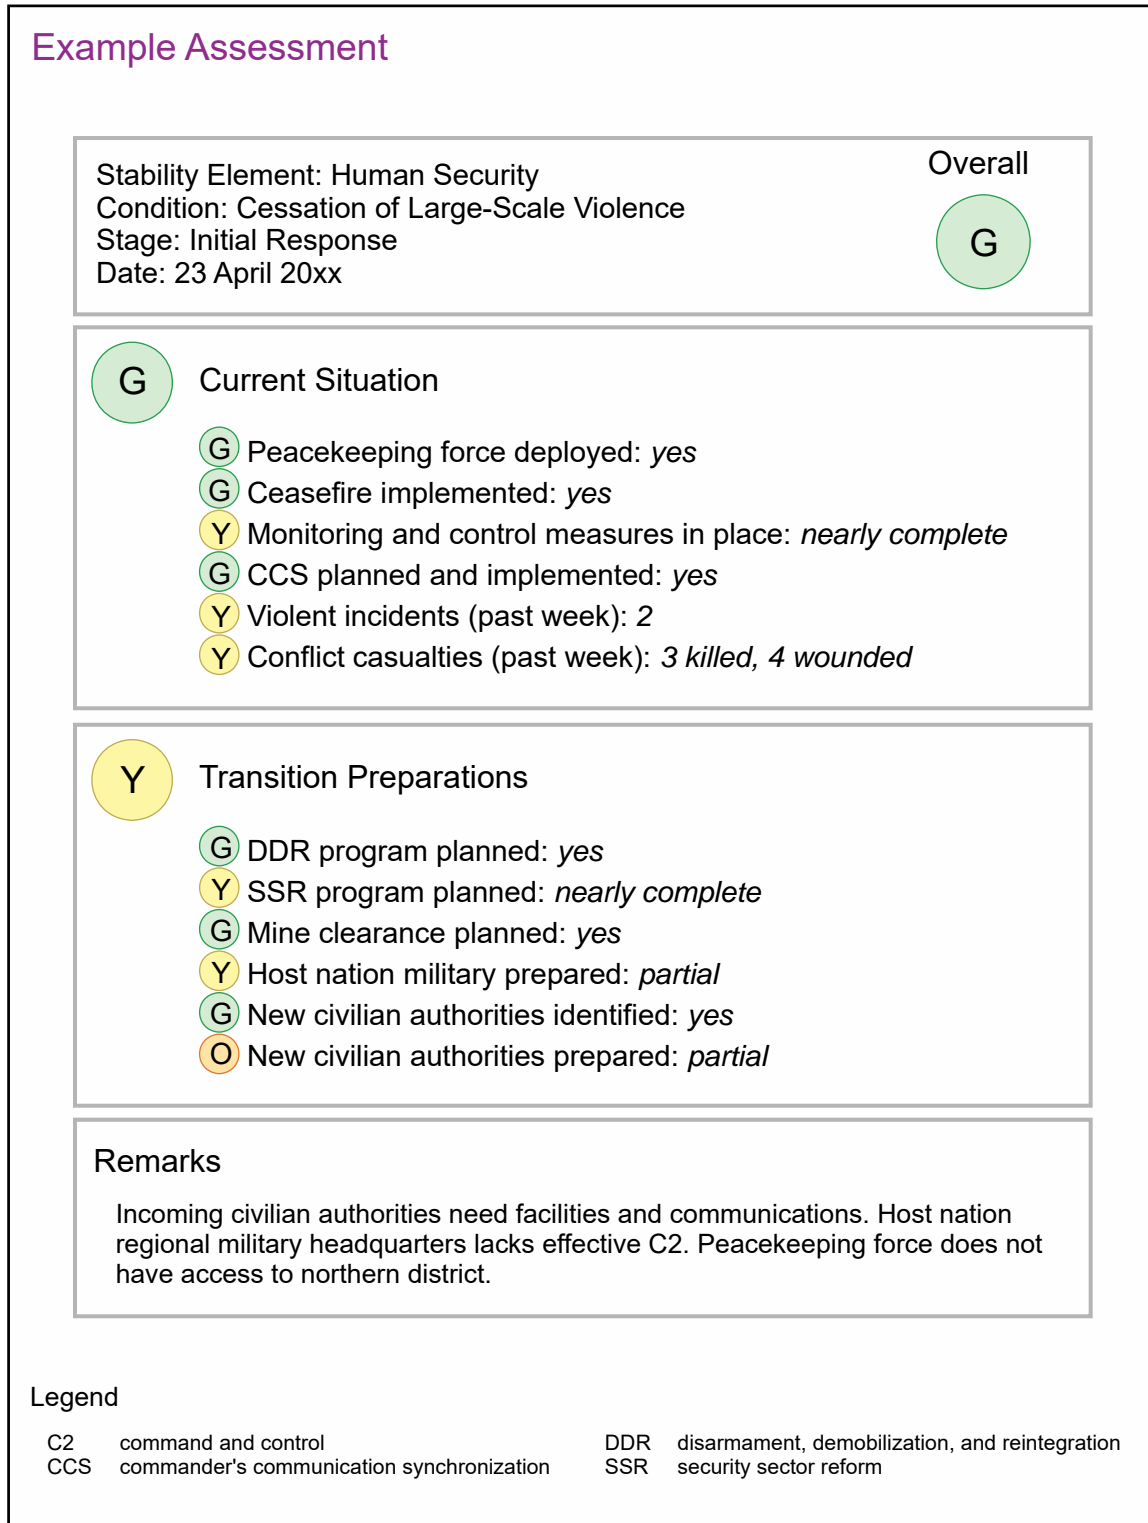 Example Assessment
Stability Element: Human Security
Condition: Cessation of Large-Scale Violence
Stage: Initial Response
Date: 23 April 20xx
Overall
G
G Current Situation
G Peacekeeping force deployed: yes
G Ceasefire implemented: yes
Y Monitoring and control measures in place: nearly complete
G CCS planned and implemented: yes
Y Violent incidents (past week): 2
Y Conflict casualties (past week): 3 killed, 4 wounded
Y Transition Preparations
G DDR program planned: yes
Y SSR program planned: nearly complete
G Mine clearance planned: yes
Y Host nation military prepared: partial
G New civilian authorities identified: yes
O New civilian authorities prepared: partial
Remarks
Incoming civilian authorities need facilities and communications. Host nation
regional military headquarters lacks effective C2. Peacekeeping force does not
have access to northern district.
Legend
C2 command and control
CCS commander's communication synchronization
DDR disarmament, demobilization, and reintegration
SSR security sector reform